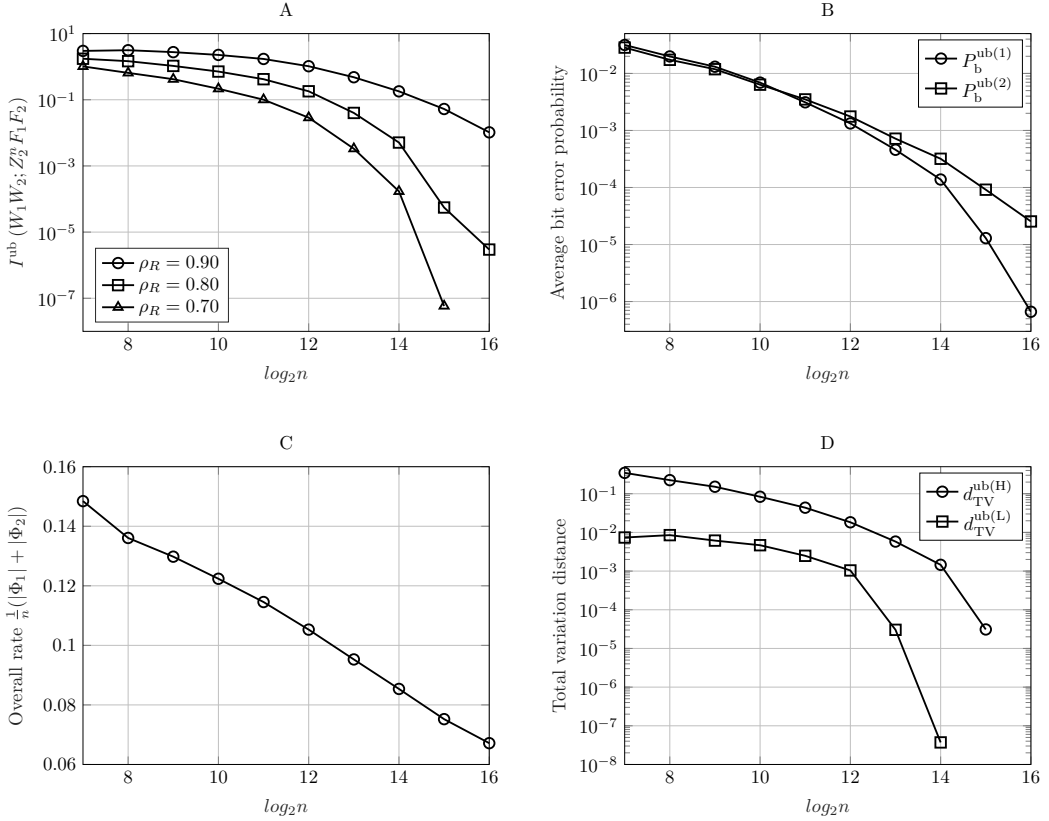 A
I^ub (W_1W_2; Z_2^n F_1F_2)
10^1
10^−1
10^−3
10^−5
10^−7
ρ_R = 0.90
ρ_R = 0.80
ρ_R = 0.70
8 10 12 14 16
log_2n
B
Average bit error probability
10^−2
10^−3
10^−4
10^−5
10^−6
P_b^ub(1)
P_b^ub(2)
8 10 12 14 16
log_2n
C
Overall rate 1/n (|Φ_1| + |Φ_2|)
0.16
0.14
0.12
0.1
0.08
0.06
8 10 12 14 16
log_2n
D
Total variation distance
10^−1
10^−2
10^−3
10^−4
10^−5
10^−6
10^−7
10^−8
d_TV^ub(H)
d_TV^ub(L)
8 10 12 14 16
log_2n